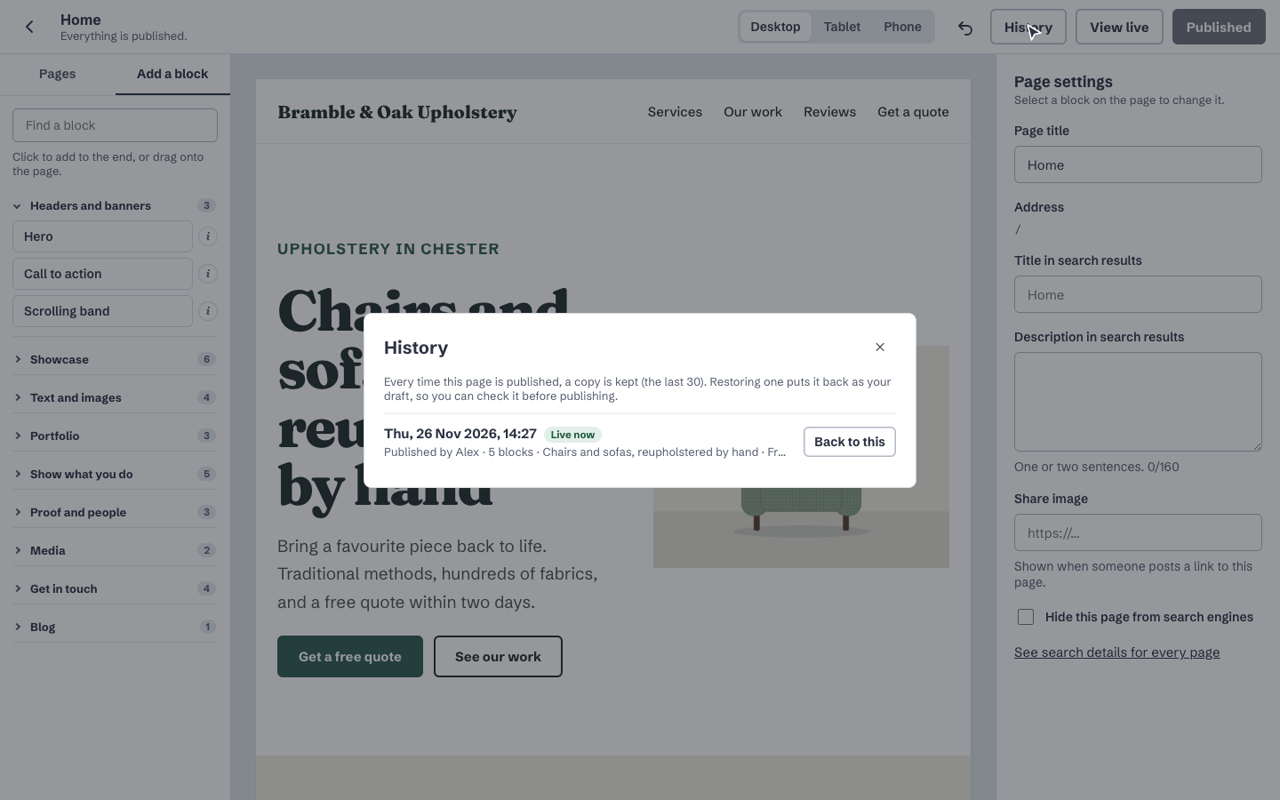 Home
Everything is published.
Desktop
Tablet
Phone
History
View live
Published
Pages
Add a block
Find a block
Click to add to the end, or drag onto
the page.
Headers and banners
3
Hero
i
Call to action
i
Scrolling band
i
Showcase
6
Text and images
4
Portfolio
3
Show what you do
5
Proof and people
3
Media
2
Get in touch
4
Blog
1
Bramble & Oak Upholstery
Services
Our work
Reviews
Get a quote
UPHOLSTERY IN CHESTER
Chairs and
by hand
Bring a favourite piece back to life.
Traditional methods, hundreds of fabrics,
and a free quote within two days.
Get a free quote
See our work
History
Every time this page is published, a copy is kept (the last 30). Restoring one puts it back as your
draft, so you can check it before publishing.
Thu, 26 Nov 2026, 14:27
Live now
Published by Alex · 5 blocks · Chairs and sofas, reupholstered by hand · Fr...
Back to this
Page settings
Select a block on the page to change it.
Page title
Home
Address
/
Title in search results
Home
Description in search results
One or two sentences. 0/160
Share image
https://...
Shown when someone posts a link to this
page.
Hide this page from search engines
See search details for every page